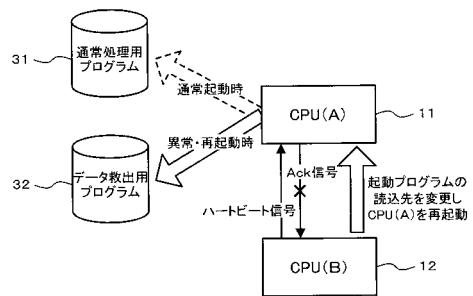 31
通常処理用
プログラム
通常起動時
CPU(A)
11
異常・再起動時
32
データ救出用
プログラム
Ack信号
ハートビート信号
起動プログラムの
読込先を変更し
CPU(A)を再起動
CPU(B)
12